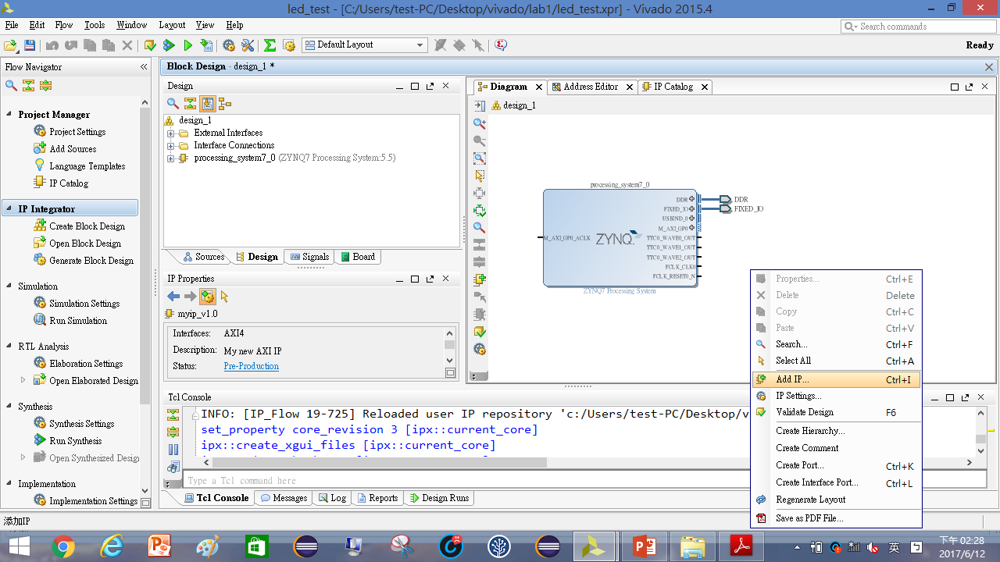 led_test - [C:/Users/test-PC/Desktop/vivado/lab1/led_test.xpr] - Vivado 2015.4
File Edit Flow Tools Window Layout View Help
Search commands
Default Layout
Ready
Flow Navigator
Project Manager
Project Settings
Add Sources
Language Templates
IP Catalog
IP Integrator
Create Block Design
Open Block Design
Generate Block Design
Simulation
Simulation Settings
Run Simulation
RTL Analysis
Elaboration Settings
Open Elaborated Design
Synthesis
Synthesis Settings
Run Synthesis
Open Synthesized Design
Implementation
Implementation Settings
Block Design - design_1 *
Design
design_1
External Interfaces
Interface Connections
processing_system7_0 (ZYNQ7 Processing System:5.5)
Sources Design Signals Board
IP Properties
myip_v1.0
Interfaces: AXI4
Description: My new AXI IP
Status: Pre-Production
Diagram Address Editor IP Catalog
design_1
processing_system7_0
DDR
FIXED_IO
USBIND_0
M_AXI_GP0
TTC0_WAVE0_OUT
TTC0_WAVE1_OUT
TTC0_WAVE2_OUT
FCLK_CLK0
FCLK_RESET0_N
M_AXI_GP0_ACLK
ZYNQ
DDR
FIXED_IO
ZYNQ7 Processing System
Properties... Ctrl+E
Delete Delete
Copy Ctrl+C
Paste Ctrl+V
Search... Ctrl+F
Select All Ctrl+A
Add IP... Ctrl+I
IP Settings...
Validate Design F6
Create Hierarchy...
Create Comment
Create Port... Ctrl+K
Create Interface Port... Ctrl+L
Regenerate Layout
Save as PDF File...
Tcl Console
INFO: [IP_Flow 19-725] Reloaded user IP repository 'c:/Users/test-PC/Desktop/v
set_property core_revision 3 [ipx::current_core]
ipx::create_xgui_files [ipx::current_core]
Type a Tcl command here
Tcl Console Messages Log Reports Design Runs
添加IP
英
下午 02:28
2017/6/12